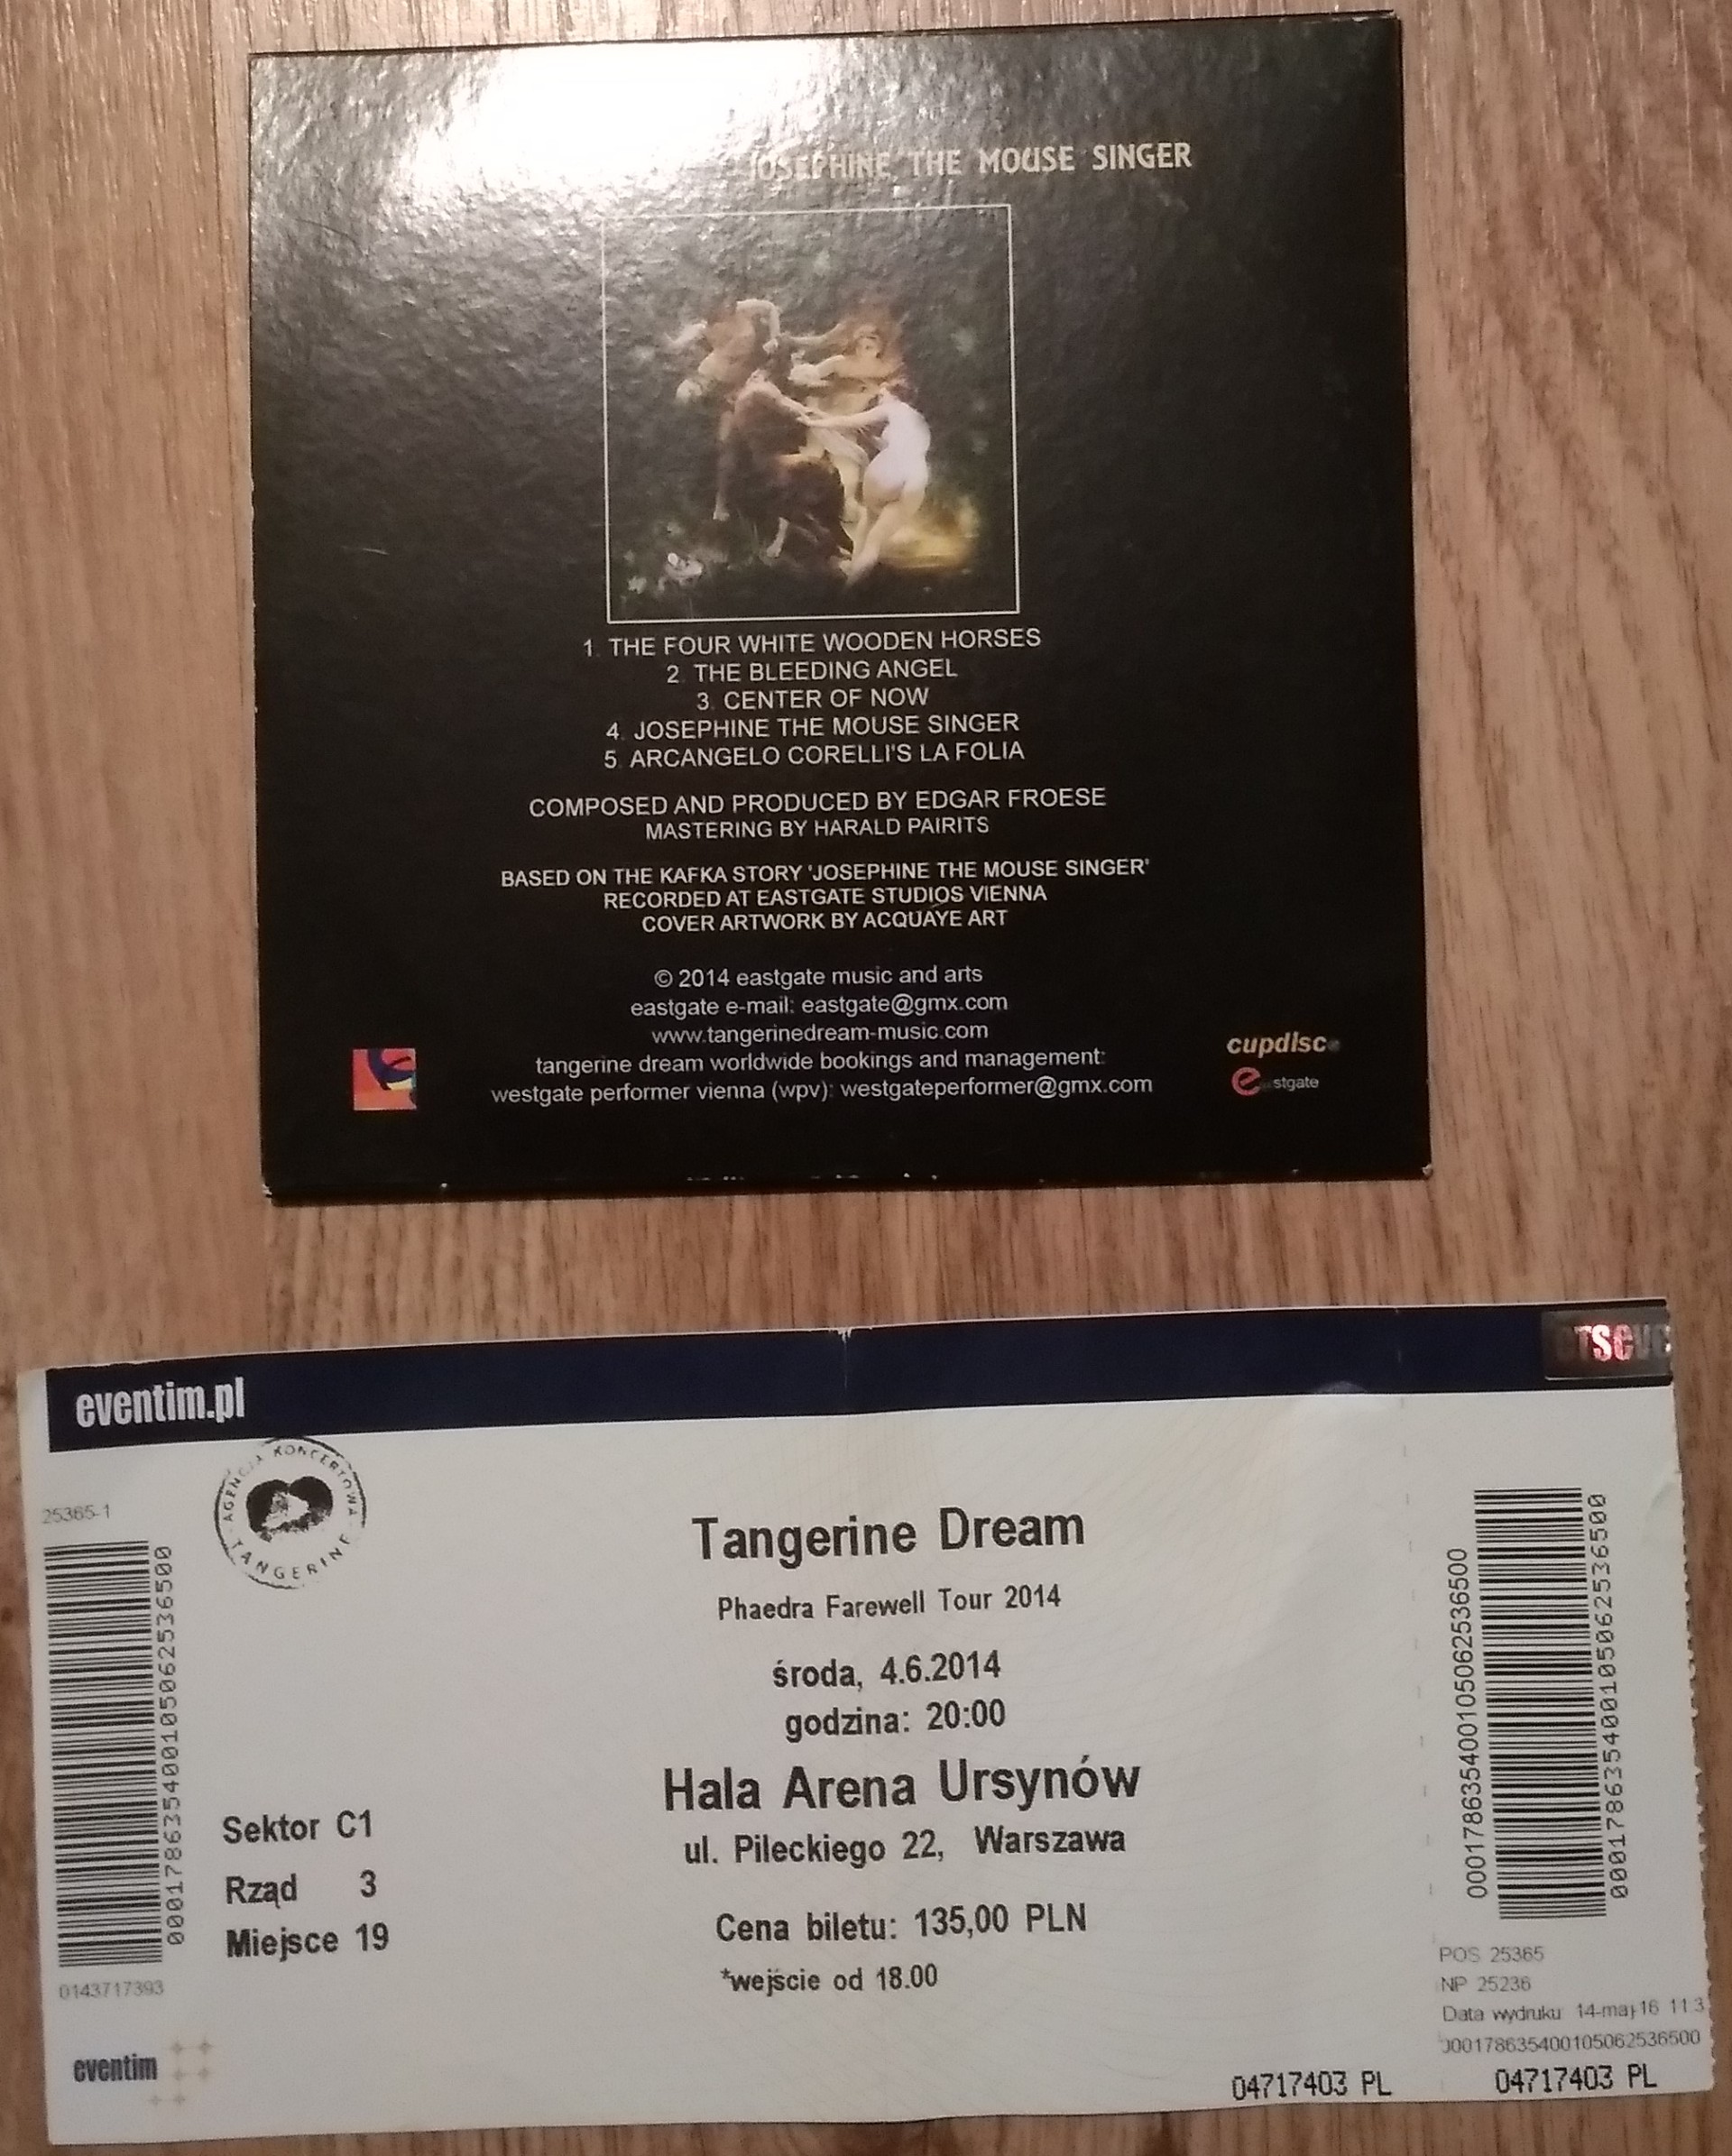 JOSEPHINE THE MOUSE SINGER
1. THE FOUR WHITE WOODEN HORSES
2. THE BLEEDING ANGEL
3. CENTER OF NOW
4. JOSEPHINE THE MOUSE SINGER
5. ARCANGELO CORELLI'S LA FOLIA
COMPOSED AND PRODUCED BY EDGAR FROESE
MASTERING BY HARALD PAIRITS
BASED ON THE KAFKA STORY 'JOSEPHINE THE MOUSE SINGER'
RECORDED AT EASTGATE STUDIOS VIENNA
COVER ARTWORK BY ACQUAYE ART
© 2014 eastgate music and arts
eastgate e-mail: eastgate@gmx.com
www.tangerinedream-music.com
tangerine dream worldwide bookings and management:
westgate performer vienna (wpv): westgateperformer@gmx.com
cupdisc
eastgate
eventim.pl
AGENCJA KONCERTOWA
TANGERINE
25365-1
000178635400105062536500
0143717393
Sektor C1
Rząd 3
Miejsce 19
eventim
Tangerine Dream
Phaedra Farewell Tour 2014
środa, 4.6.2014
godzina: 20:00
Hala Arena Ursynów
ul. Pileckiego 22, Warszawa
Cena biletu: 135,00 PLN
*wejście od 18.00
000178635400105062536500
000178635400105062536500
POS 25365
NP 25236
Data wydruku 14-maj-16 11:3
000178635400105062536500
04717403 PL
04717403 PL